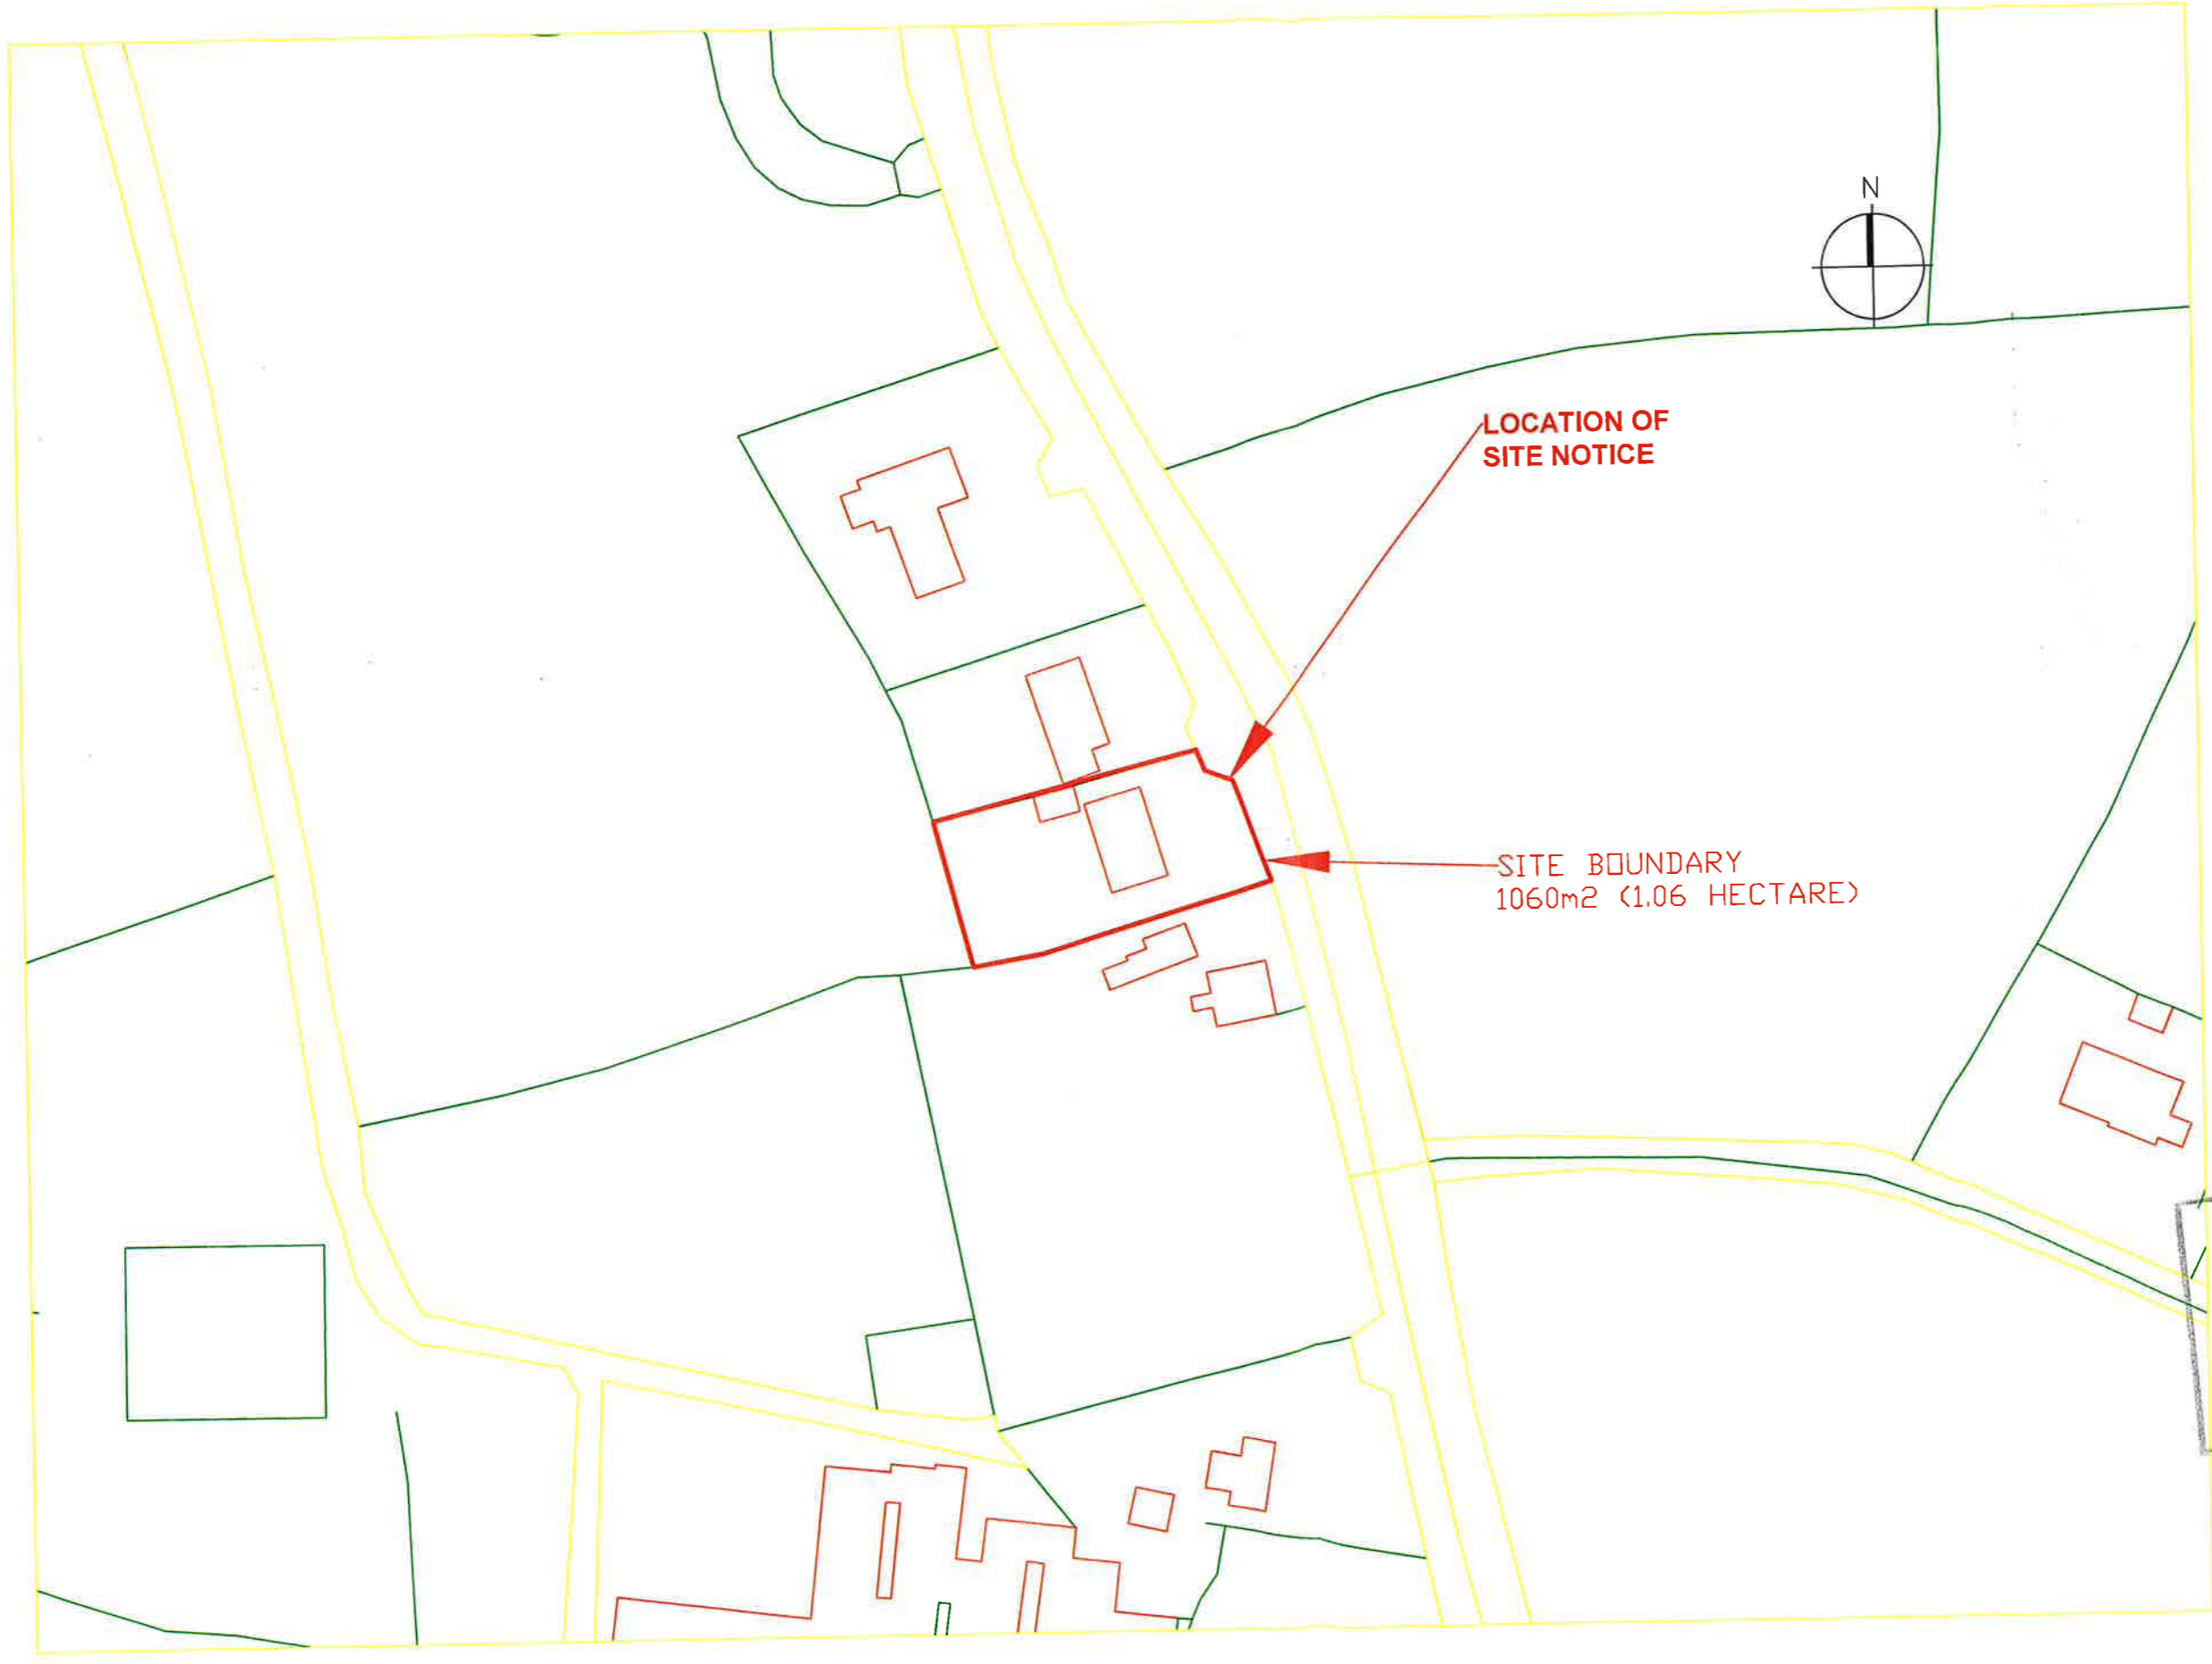 N
LOCATION OF
SITE NOTICE
SITE BOUNDARY
1060m2 (1.06 HECTARE)